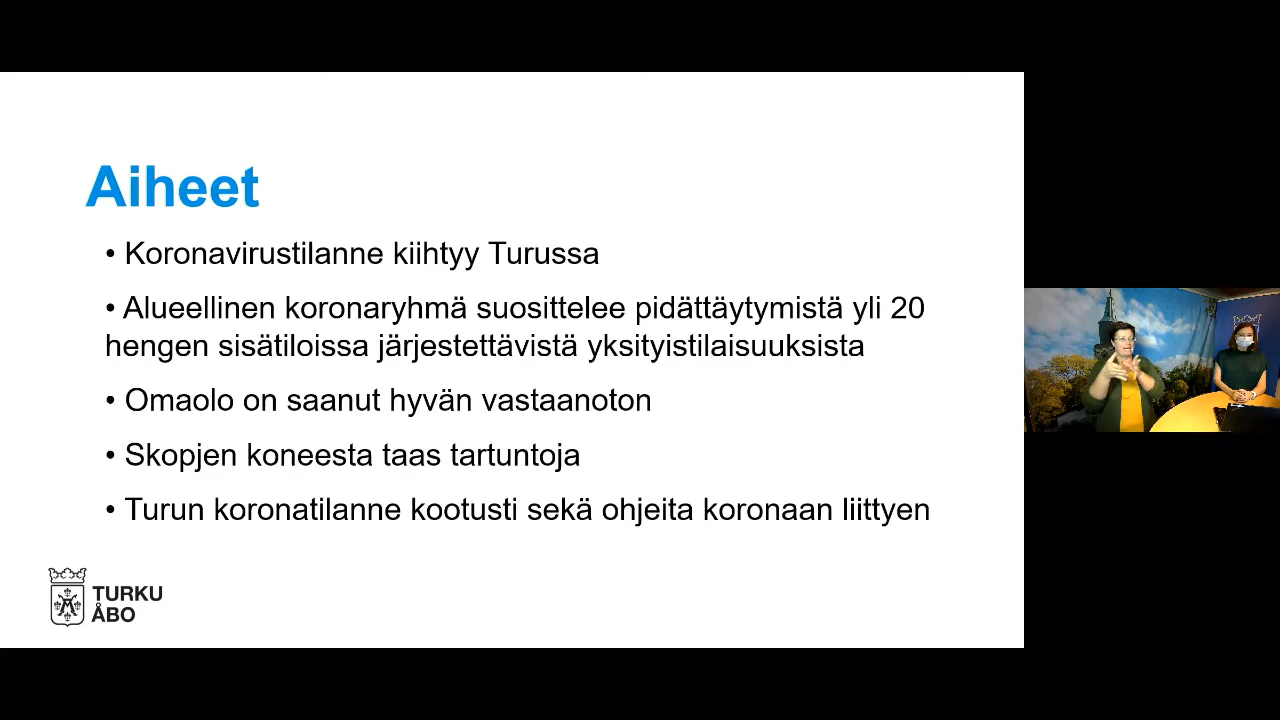 Aiheet
• Koronavirustilanne kiihtyy Turussa
• Alueellinen koronaryhmä suosittelee pidättäytymistä yli 20
hengen sisätiloissa järjestettävistä yksityistilaisuuksista
• Omaolo on saanut hyvän vastaanoton
• Skopjen koneesta taas tartuntoja
• Turun koronatilanne kootusti sekä ohjeita koronaan liittyen
TURKU
ÅBO